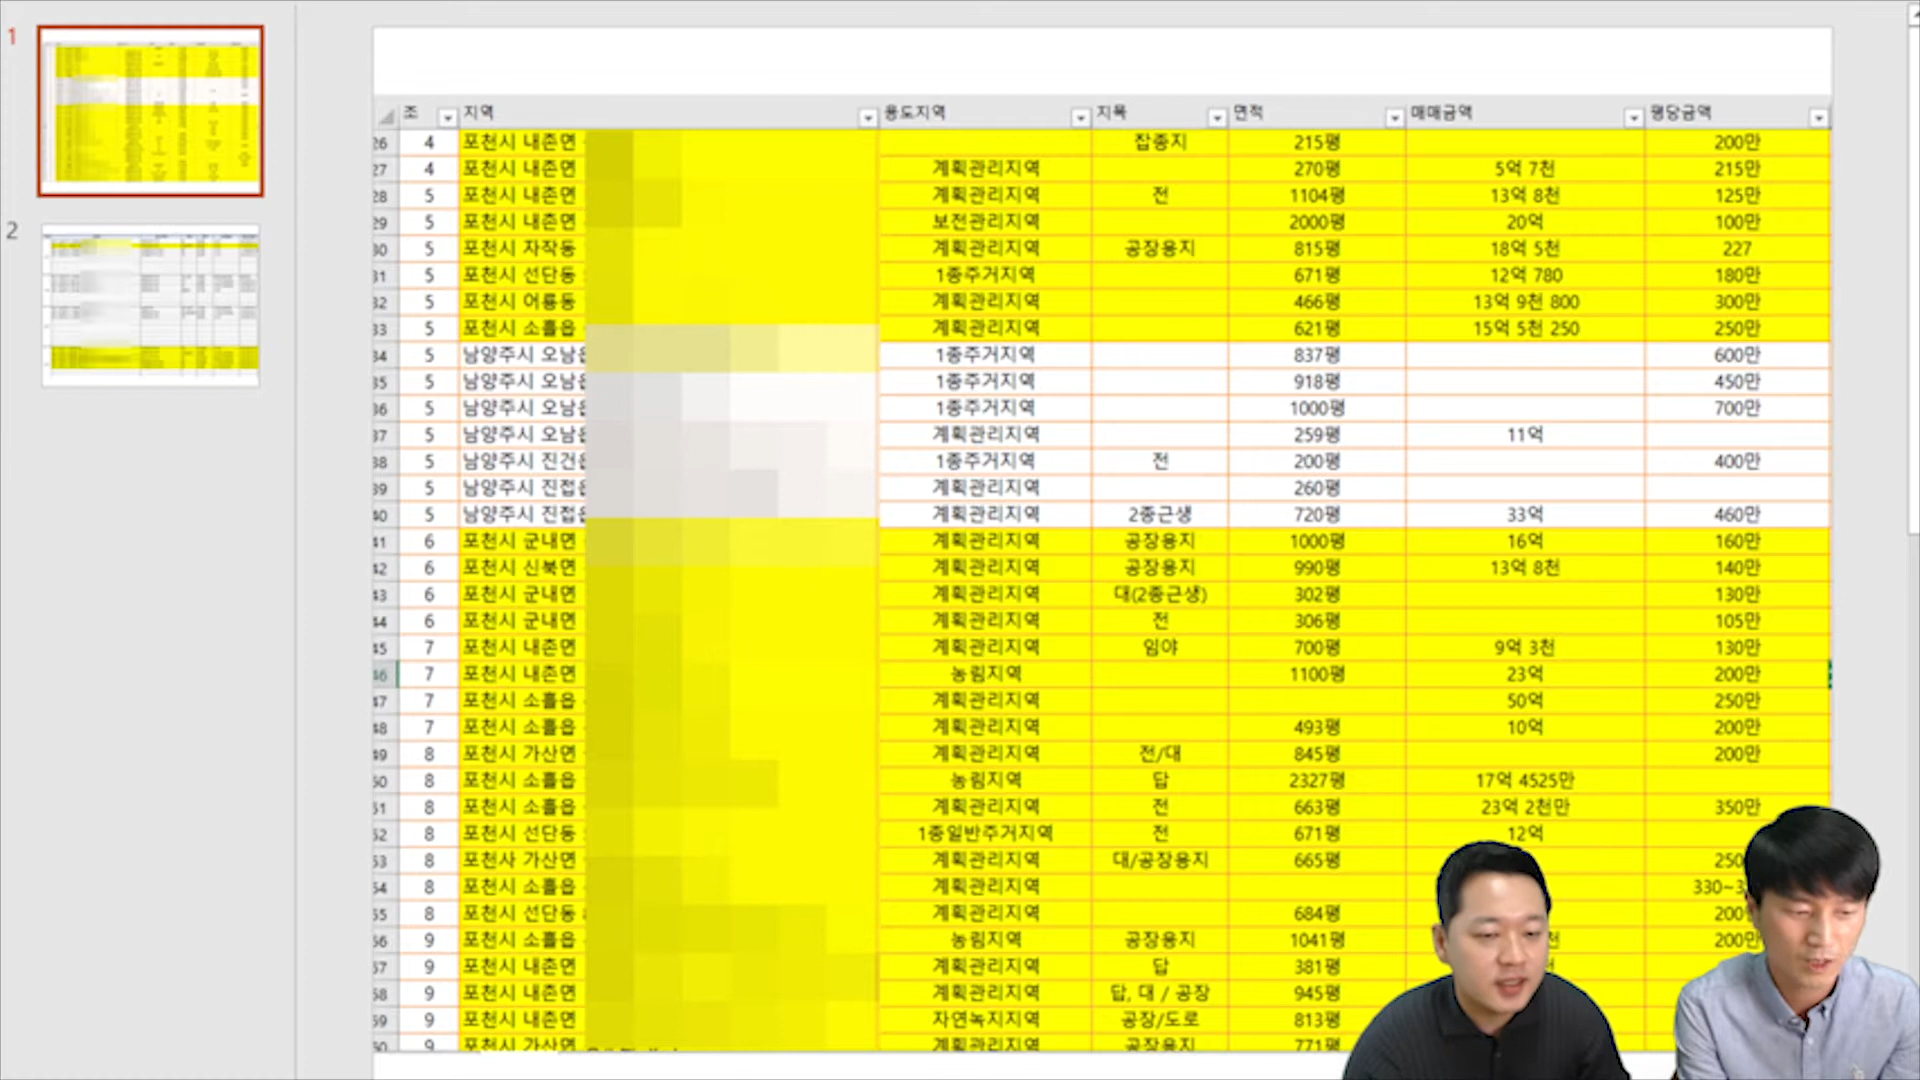 1
2
조 지역 용도지역 지목 면적 매매금액 평당금액
26 4 포천시 내촌면 잡종지 215평 200만
27 4 포천시 내촌면 계획관리지역 270평 5억 7천 215만
28 5 포천시 내촌면 계획관리지역 전 1104평 13억 8천 125만
29 5 포천시 내촌면 보전관리지역 2000평 20억 100만
30 5 포천시 자작동 계획관리지역 공장용지 815평 18억 5천 227
31 5 포천시 선단동 1종주거지역 671평 12억 780 180만
32 5 포천시 어룡동 계획관리지역 466평 13억 9천 800 300만
33 5 포천시 소흘읍 계획관리지역 621평 15억 5천 250 250만
34 5 남양주시 오남읍 1종주거지역 837평 600만
35 5 남양주시 오남읍 1종주거지역 918평 450만
36 5 남양주시 오남읍 1종주거지역 1000평 700만
37 5 남양주시 오남읍 계획관리지역 259평 11억
38 5 남양주시 진건읍 1종주거지역 전 200평 400만
39 5 남양주시 진접읍 계획관리지역 260평
40 5 남양주시 진접읍 계획관리지역 2종근생 720평 33억 460만
41 6 포천시 군내면 계획관리지역 공장용지 1000평 16억 160만
42 6 포천시 신북면 계획관리지역 공장용지 990평 13억 8천 140만
43 6 포천시 군내면 계획관리지역 대(2종근생) 302평 130만
44 6 포천시 군내면 계획관리지역 전 306평 105만
45 7 포천시 내촌면 계획관리지역 임야 700평 9억 3천 130만
46 7 포천시 내촌면 농림지역 1100평 23억 200만
47 7 포천시 소흘읍 계획관리지역 50억 250만
48 7 포천시 소흘읍 계획관리지역 493평 10억 200만
49 8 포천시 가산면 계획관리지역 전/대 845평 200만
50 8 포천시 소흘읍 농림지역 답 2327평 17억 4525만
51 8 포천시 소흘읍 계획관리지역 전 663평 23억 2천만 350만
52 8 포천시 선단동 1종일반주거지역 전 671평 12억
53 8 포천사 가산면 계획관리지역 대/공장용지 665평 250
54 8 포천시 소흘읍 계획관리지역 330~3
55 8 포천시 선단동 계획관리지역 684평 200
56 9 포천시 소흘읍 농림지역 공장용지 1041평 천 200만
57 9 포천시 내촌면 계획관리지역 답 381평
58 9 포천시 내촌면 계획관리지역 답, 대 / 공장 945평
59 9 포천시 내촌면 자연녹지지역 공장/도로 813평
60 9 포천시 가산면 계획관리지역 공장용지 771평